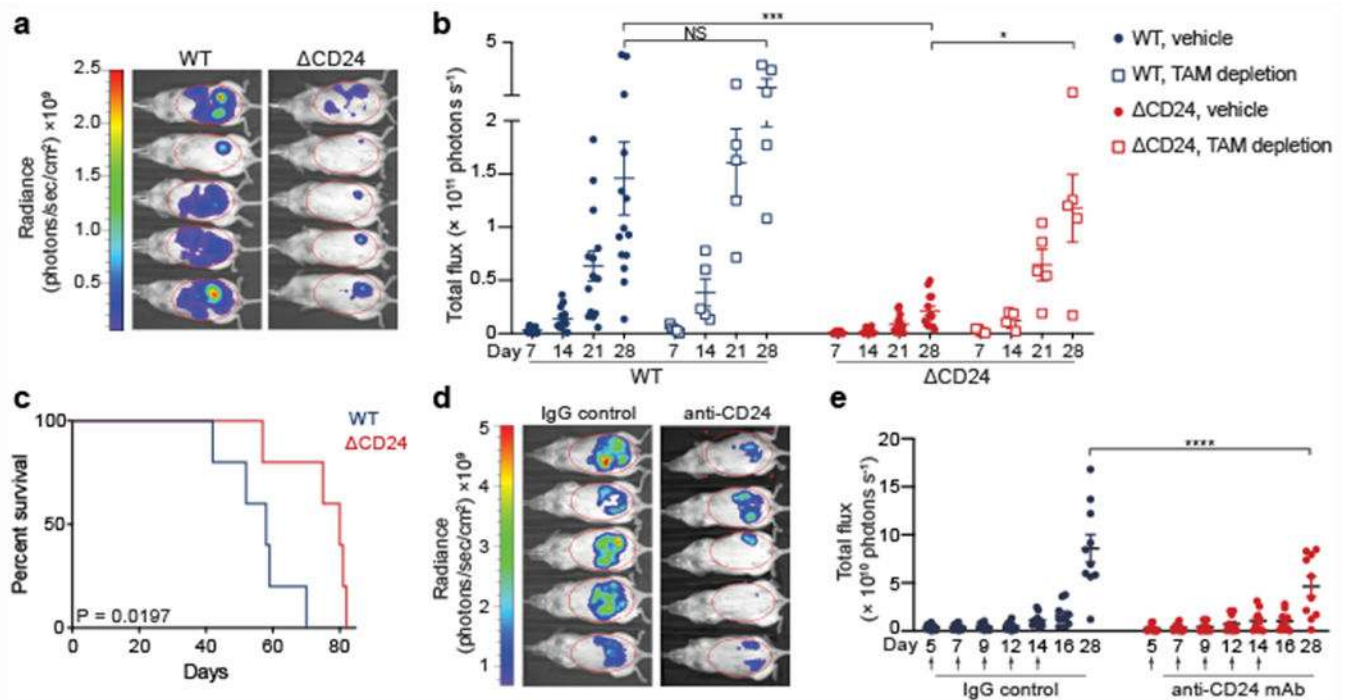 a
WT
ΔCD24
2.5
2.0
1.5
1.0
0.5
Radiance
(photons/sec/cm²) ×10⁹
b
***
NS
*
5
4
2
1.5
1
0.5
0
Total flux (× 10¹¹ photons s⁻¹)
Day 7 14 21 28 7 14 21 28 7 14 21 28 7 14 21 28
WT
ΔCD24
WT, vehicle
WT, TAM depletion
ΔCD24, vehicle
ΔCD24, TAM depletion
c
WT
ΔCD24
100
50
0
Percent survival
P = 0.0197
0 20 40 60 80
Days
d
IgG control
anti-CD24
5
4
3
2
1
Radiance
(photons/sec/cm²) ×10⁹
e
****
20
15
10
5
0
Total flux
(× 10¹⁰ photons s⁻¹)
Day 5 7 9 12 14 16 28 5 7 9 12 14 16 28
↑ ↑ ↑ ↑ ↑ ↑ ↑ ↑ ↑ ↑
IgG control
anti-CD24 mAb